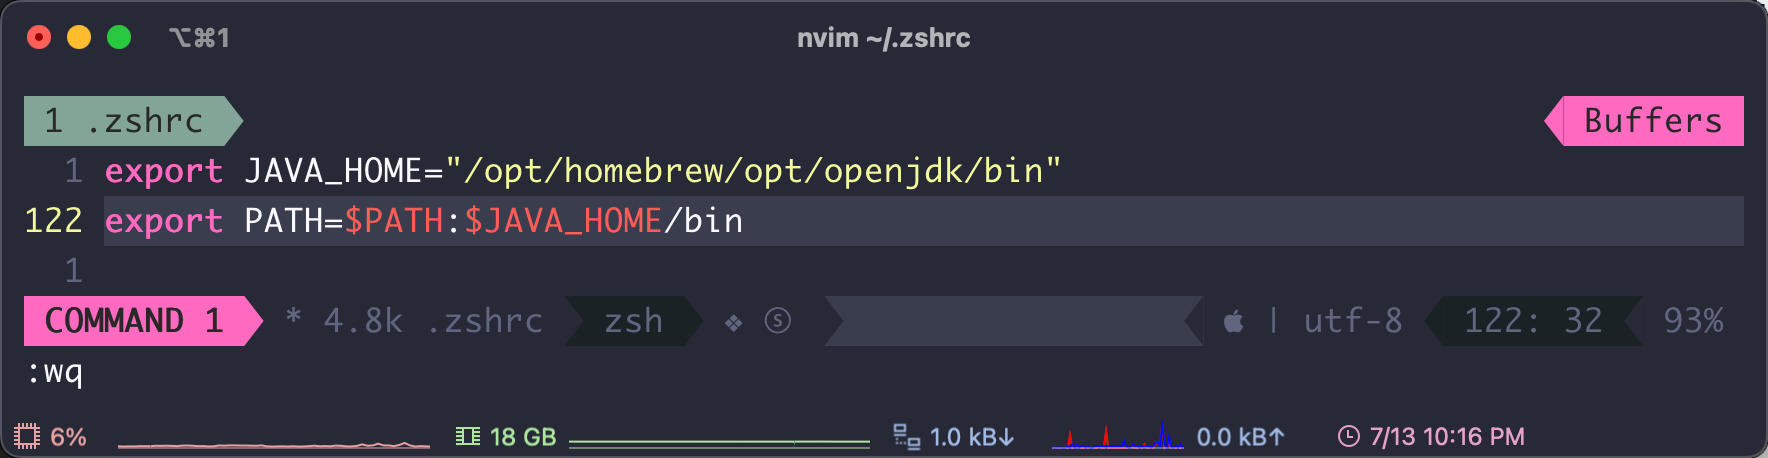 ⌥⌘1 nvim ~/.zshrc
1 .zshrc Buffers
1 export JAVA_HOME="/opt/homebrew/opt/openjdk/bin"
122 export PATH=$PATH:$JAVA_HOME/bin
1
COMMAND 1 * 4.8k .zshrc zsh ❖ Ⓢ | utf-8 122: 32 93%
:wq
6% 18 GB 1.0 kB↓ 0.0 kB↑ 7/13 10:16 PM